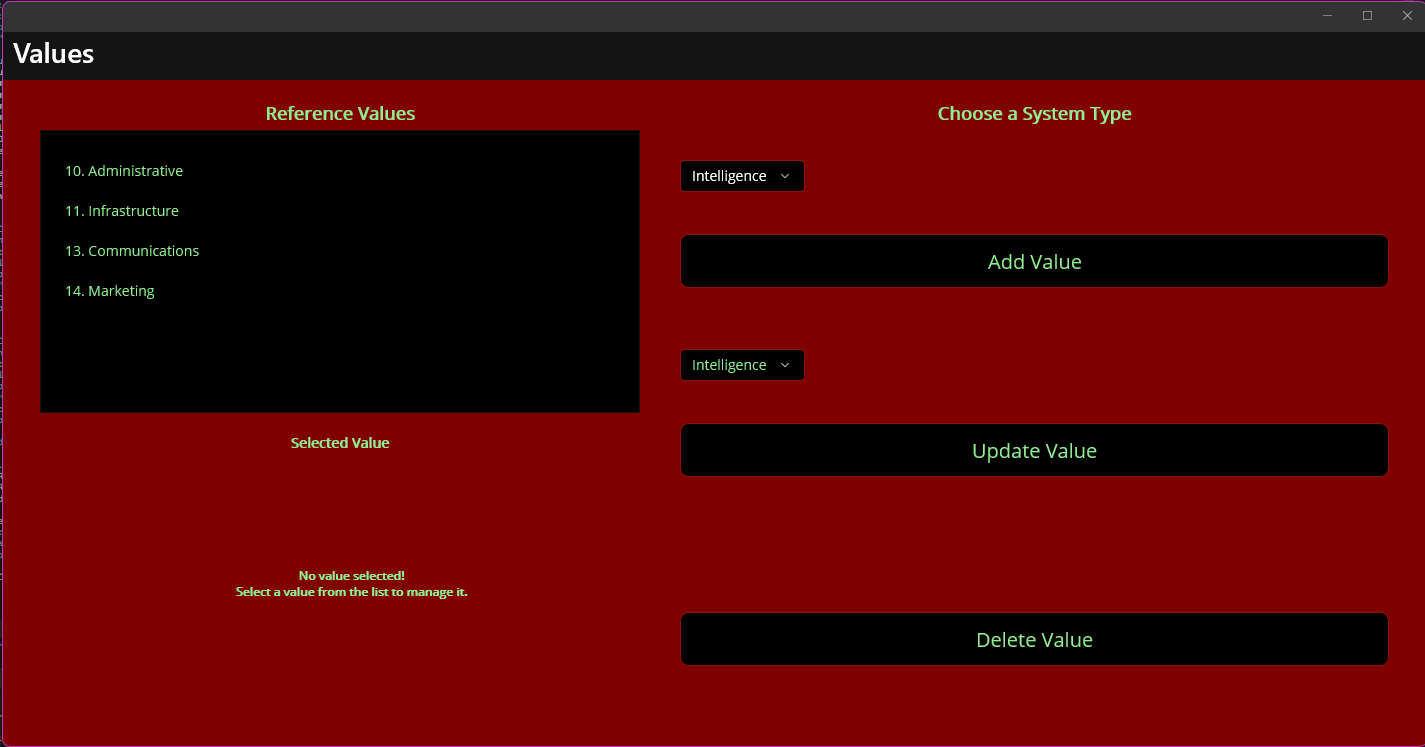 Values
Reference Values
10. Administrative
11. Infrastructure
13. Communications
14. Marketing
Selected Value
No value selected!
Select a value from the list to manage it.
Choose a System Type
Intelligence
Add Value
Intelligence
Update Value
Delete Value